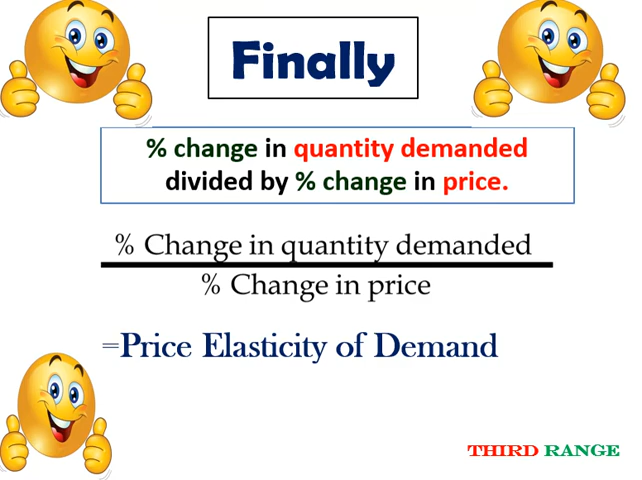 Finally
% change in quantity demanded
divided by % change in price.
% Change in quantity demanded
% Change in price
=Price Elasticity of Demand
THIRD RANGE